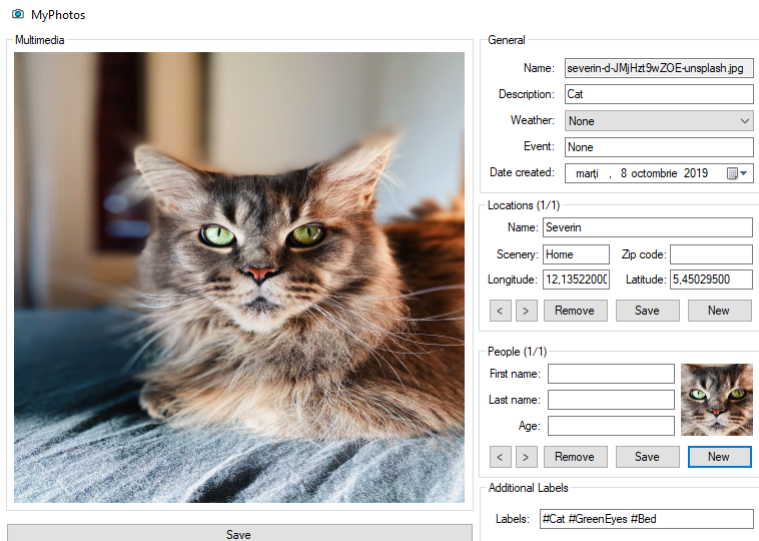 MyPhotos
Multimedia
Save
General
Name: severin-d-JMjHzt9wZOE-unsplash.jpg
Description: Cat
Weather: None
Event: None
Date created: marți , 8 octombrie 2019
Locations (1/1)
Name: Severin
Scenery: Home Zip code:
Longitude: 12,13522000 Latitude: 5,45029500
< > Remove Save New
People (1/1)
First name:
Last name:
Age:
< > Remove Save New
Additional Labels
Labels: #Cat #GreenEyes #Bed